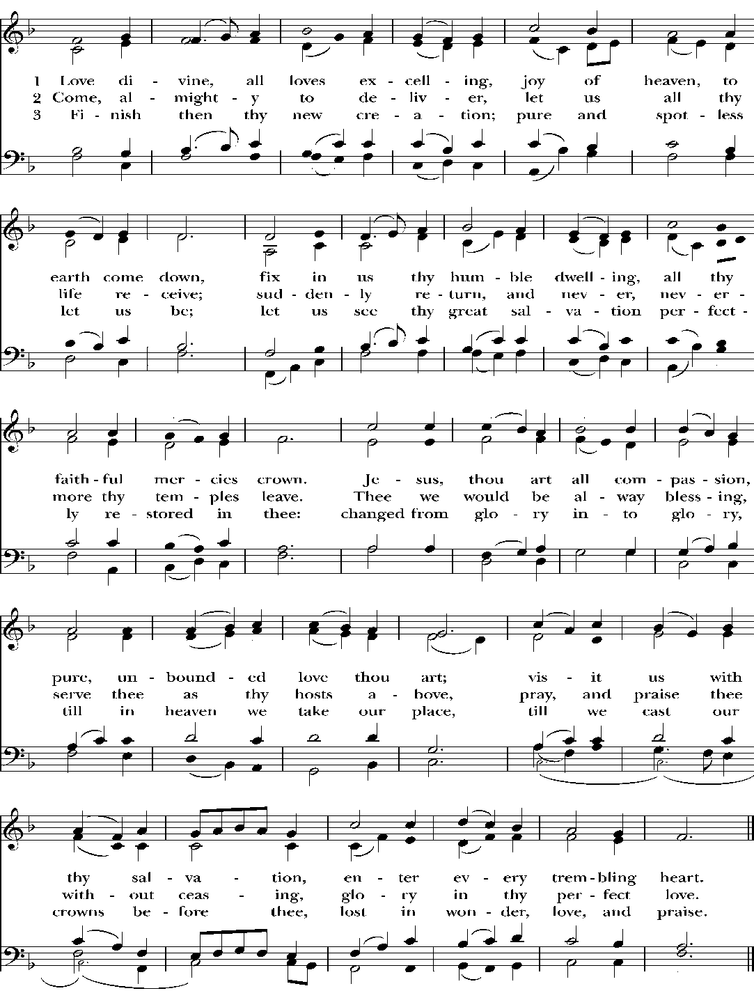 1 Love di - vine, all loves ex - cell - ing, joy of heaven, to
2 Come, al - might - y to de - liv - er, let us all thy
3 Fi - nish then thy new cre - a - tion; pure and spot - less
earth come down, fix in us thy hum - ble dwell - ing, all thy
life re - ceive; sud - den - ly re - turn, and nev - er, nev - er -
let us be; let us see thy great sal - va - tion per - fect -
faith - ful mer - cies crown. Je - sus, thou art all com - pas - sion,
more thy tem - ples leave. Thee we would be al - way bless - ing,
ly re - stored in thee: changed from glo - ry in - to glo - ry,
pure, un - bound - ed love thou art; vis - it us with
serve thee as thy hosts a - bove, pray, and praise thee
till in heaven we take our place, till we cast our
thy sal - va - tion, en - ter ev - ery trem - bling heart.
with - out ceas - ing, glo - ry in thy per - fect love.
crowns be - fore thee, lost in won - der, love, and praise.